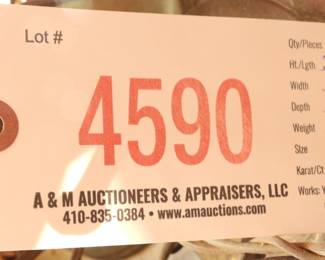 Lot #
4590
A & M AUCTIONEERS & APPRAISERS, LLC
410-835-0384 • www.amauctions.com
Qty/Pieces
Ht./Lgth
Width
Depth
Weight
Size
Karat/Ct
Works: